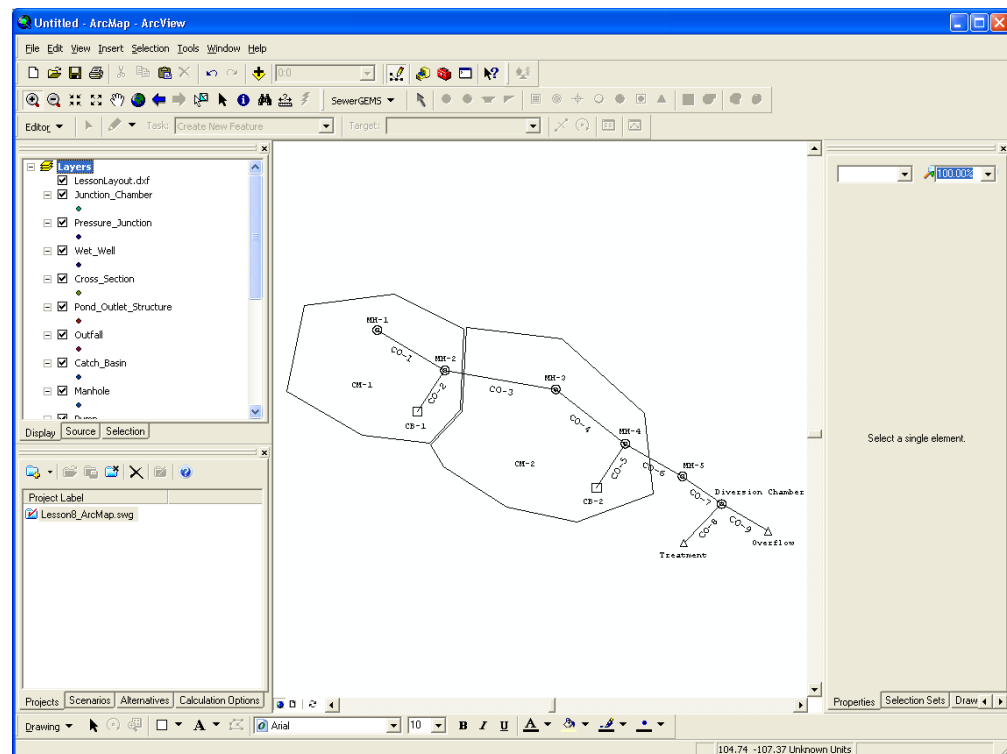 Untitled - ArcMap - ArcView
File Edit View Insert Selection Tools Window Help
0:0
SewerGEMS
Editor Task: Create New Feature Target:
Layers
LessonLayout.dxf
Junction_Chamber
Pressure_Junction
Wet_Well
Cross_Section
Pond_Outlet_Structure
Outfall
Catch_Basin
Manhole
Pump
Display Source Selection
Project Label
Lesson8_ArcMap.swg
Projects Scenarios Alternatives Calculation Options
MH-1
CO-1
MH-2
CM-1
CO-2
CB-1
CO-3
MH-3
CO-4
MH-4
CM-2
CO-5
CB-2
CO-6
MH-5
CO-7
Diversion Chamber
CO-8
CO-9
Treatment
Overflow
100.00%
Select a single element.
Properties Selection Sets Draw
Drawing A Arial 10 B I U A
104.74 -107.37 Unknown Units